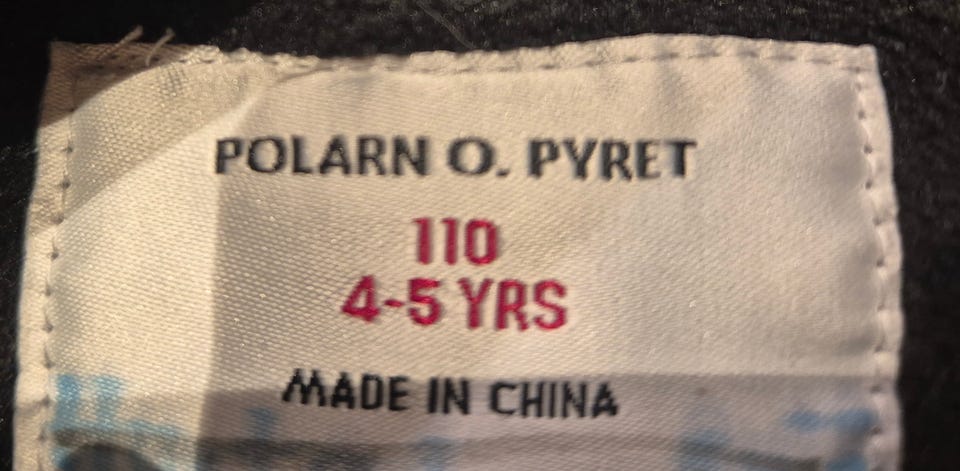 POLARN O. PYRET
110
4-5 YRS
MADE IN CHINA